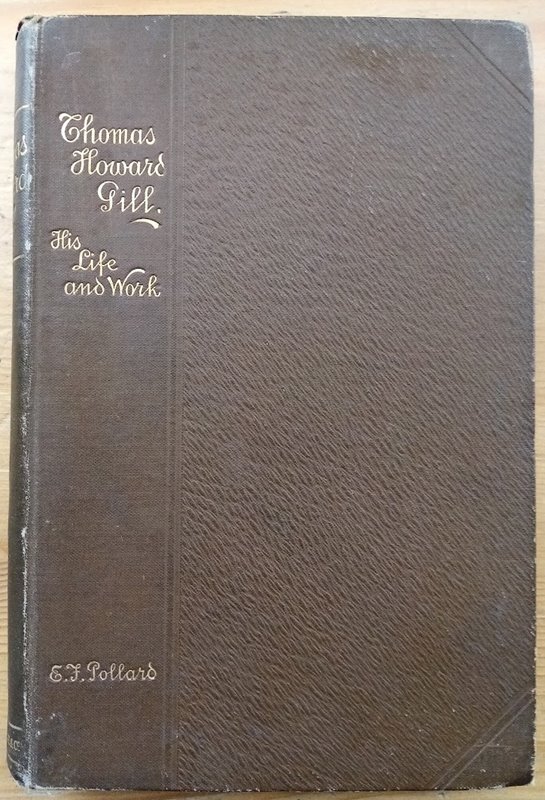 Thomas
Howard
Gill.
His
Life
and Work
E.F. Pollard